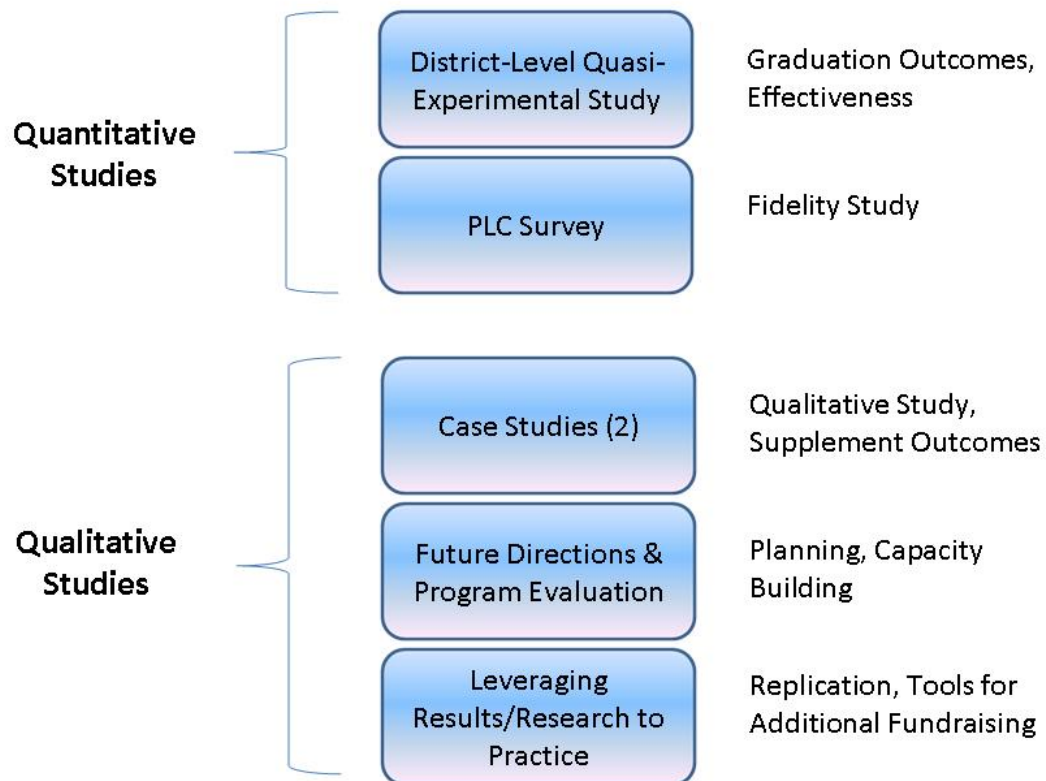 Quantitative
Studies
District-Level Quasi-
Experimental Study
Graduation Outcomes,
Effectiveness
PLC Survey
Fidelity Study
Qualitative
Studies
Case Studies (2)
Qualitative Study,
Supplement Outcomes
Future Directions &
Program Evaluation
Planning, Capacity
Building
Leveraging
Results/Research to
Practice
Replication, Tools for
Additional Fundraising